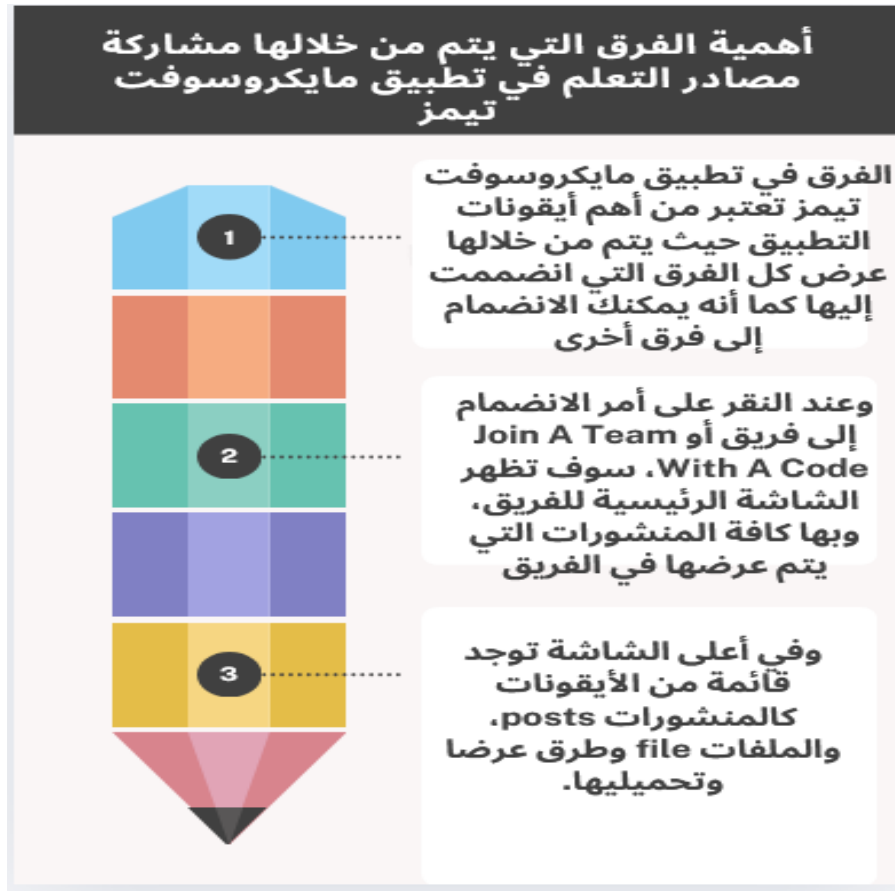 أهمية الفرق التي يتم من خلالها مشاركة
مصادر التعلم في تطبيق مايكروسوفت
تيمز
1
الفرق في تطبيق مايكروسوفت
تيمز تعتبر من أهم أيقونات
التطبيق حيث يتم من خلالها
عرض كل الفرق التي انضممت
إليها كما أنه يمكنك الانضمام
إلى فرق أخرى
2
وعند النقر على أمر الانضمام
إلى فريق أو Join A Team
With A Code، سوف تظهر
الشاشة الرئيسية للفريق،
وبها كافة المنشورات التي
يتم عرضها في الفريق
3
وفي أعلى الشاشة توجد
قائمة من الأيقونات
كالمنشورات posts،
والملفات file وطرق عرضا
وتحميليها.